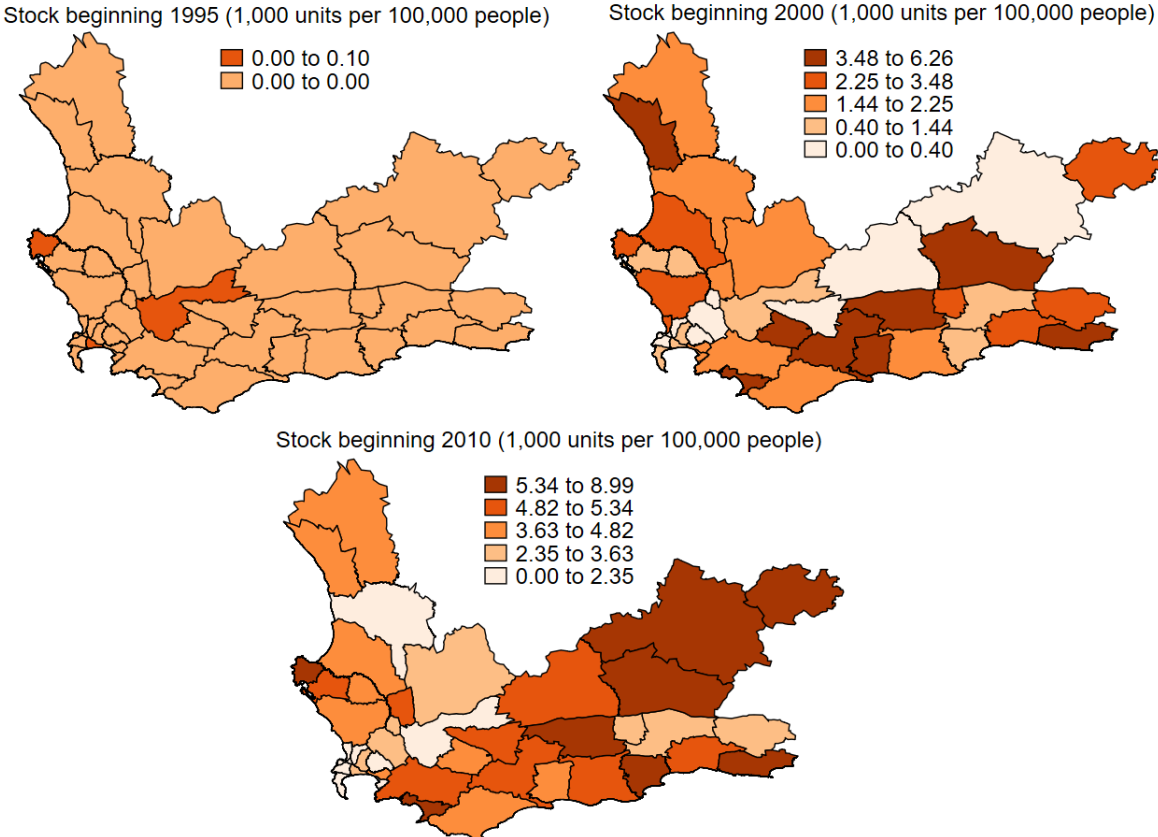 Stock beginning 1995 (1,000 units per 100,000 people)
0.00 to 0.10
0.00 to 0.00
Stock beginning 2000 (1,000 units per 100,000 people)
3.48 to 6.26
2.25 to 3.48
1.44 to 2.25
0.40 to 1.44
0.00 to 0.40
Stock beginning 2010 (1,000 units per 100,000 people)
5.34 to 8.99
4.82 to 5.34
3.63 to 4.82
2.35 to 3.63
0.00 to 2.35